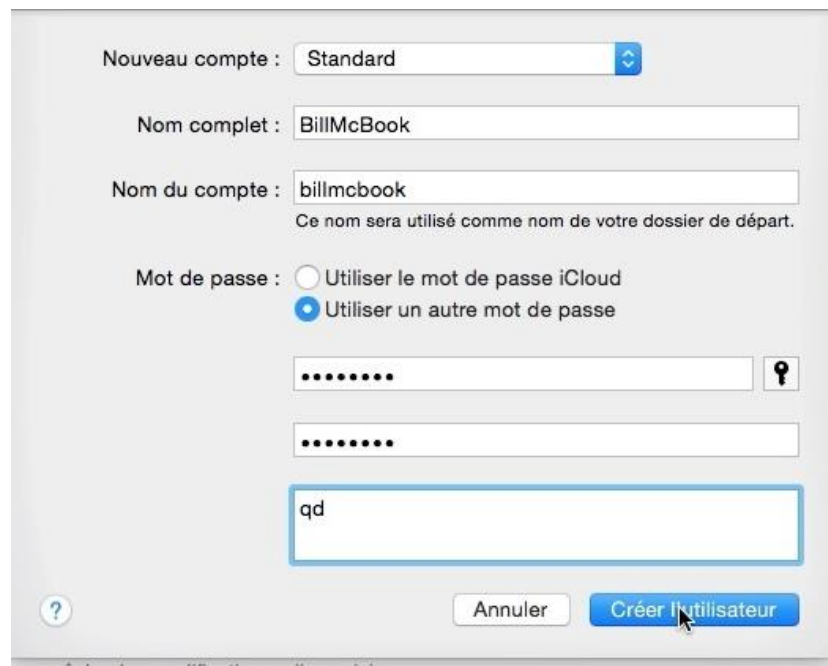 Nouveau compte : Standard
Nom complet : BillMcBook
Nom du compte : billmcbook
Ce nom sera utilisé comme nom de votre dossier de départ.
Mot de passe : Utiliser le mot de passe iCloud
Utiliser un autre mot de passe
••••••••
••••••••
qd
? Annuler Créer l'utilisateur